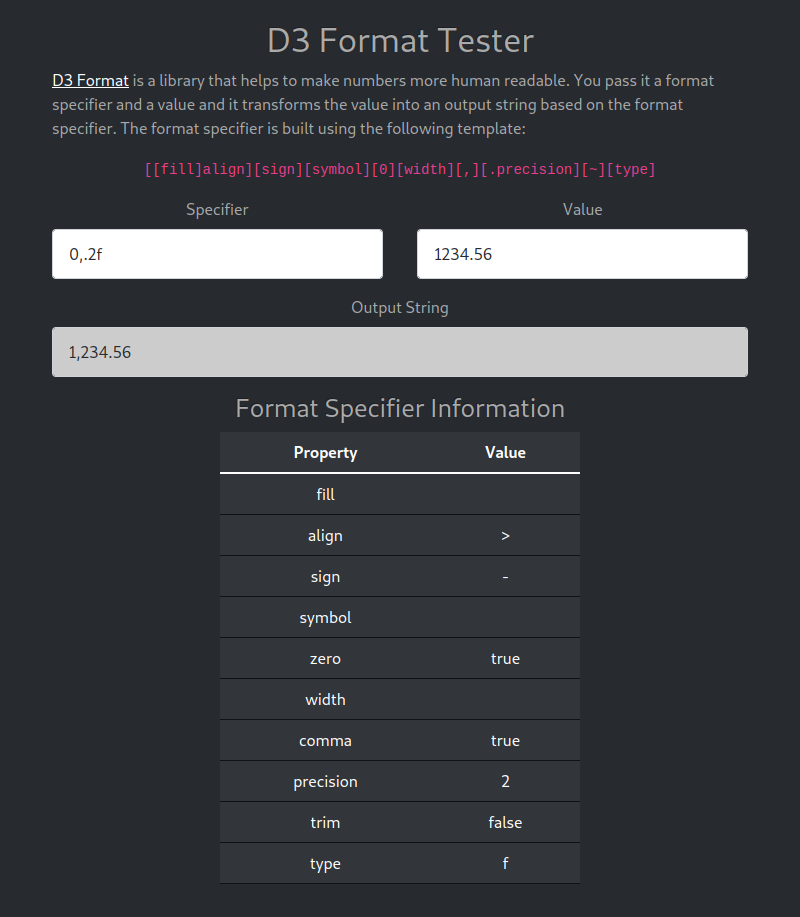 D3 Format Tester
D3 Format is a library that helps to make numbers more human readable. You pass it a format
specifier and a value and it transforms the value into an output string based on the format
specifier. The format specifier is built using the following template:
[[fill]align][sign][symbol][0][width][,][.precision][~][type]
Specifier
Value
0,.2f
1234.56
Output String
1,234.56
Format Specifier Information
Property Value
fill
align >
sign -
symbol
zero true
width
comma true
precision 2
trim false
type f